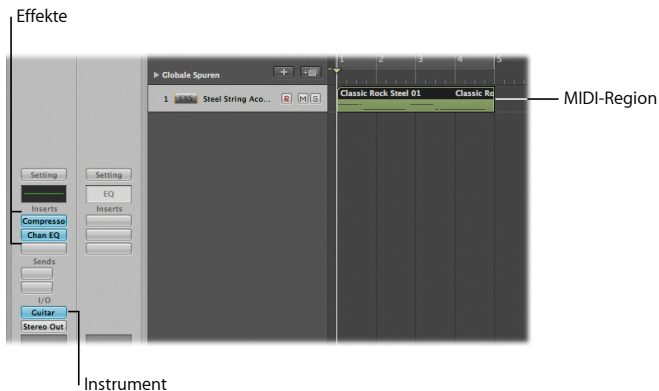 Effekte
1 2 3 4 5
Globale Spuren
1 Steel String Aco... R M S
Classic Rock Steel 01 Classic Ro
MIDI-Region
Setting Setting
EQ
Inserts Inserts
Compresso
Chan EQ
Sends
I/O
Guitar
Stereo Out
Instrument